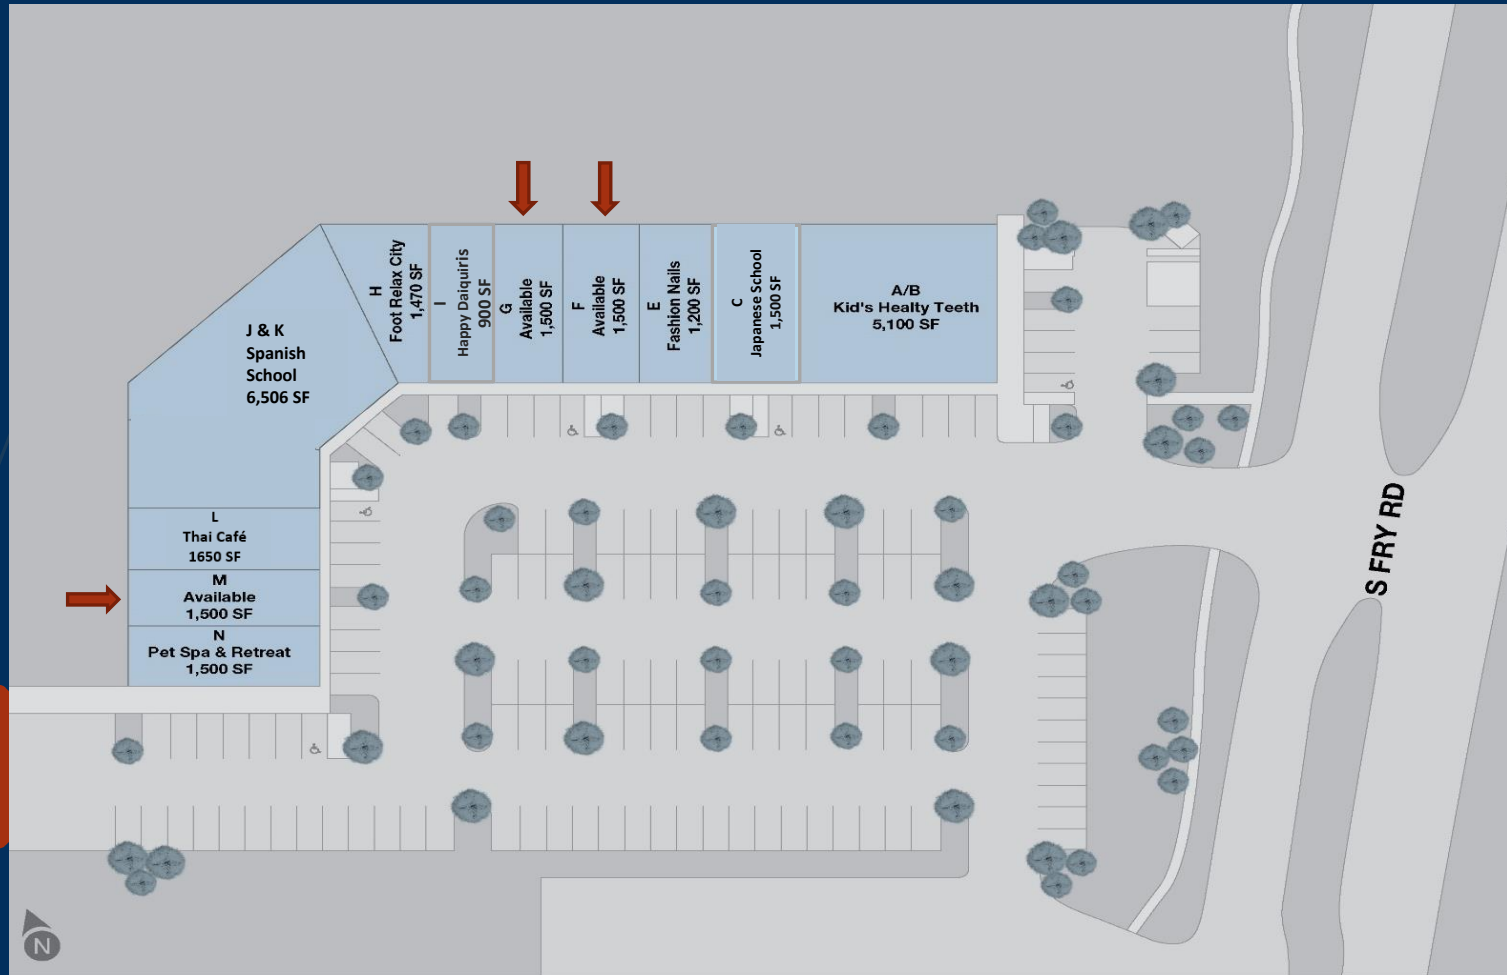 H
Foot Relax City
1,470 SF
I
Happy Daiquiris
900 SF
G
Available
1,500 SF
F
Available
1,500 SF
E
Fashion Nails
1,200 SF
C
Japanese School
1,500 SF
A/B
Kid's Healty Teeth
5,100 SF
J & K
Spanish
School
6,506 SF
L
Thai Café
1650 SF
M
Available
1,500 SF
N
Pet Spa & Retreat
1,500 SF
S FRY RD
N